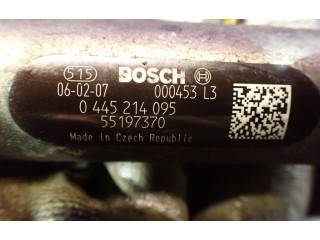 515 BOSCH
06-02-07 000453 L3
0 445 214 095
55197370
Made in Czech Republic